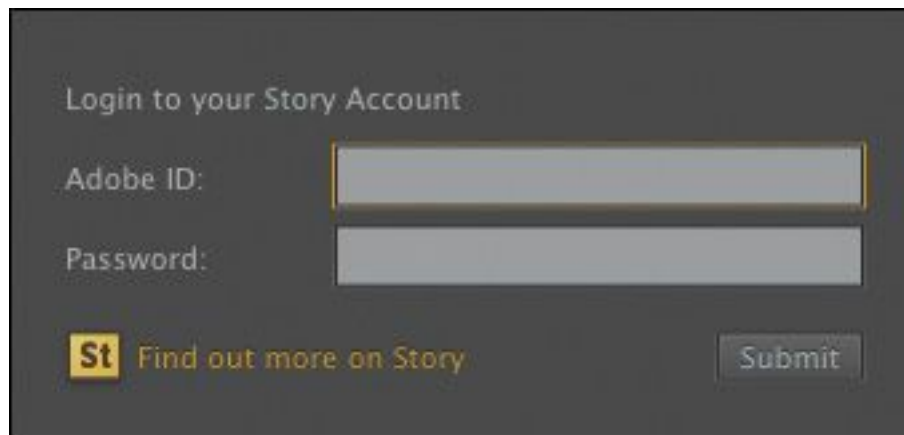 Login to your Story Account
Adobe ID:
Password:
St Find out more on Story
Submit